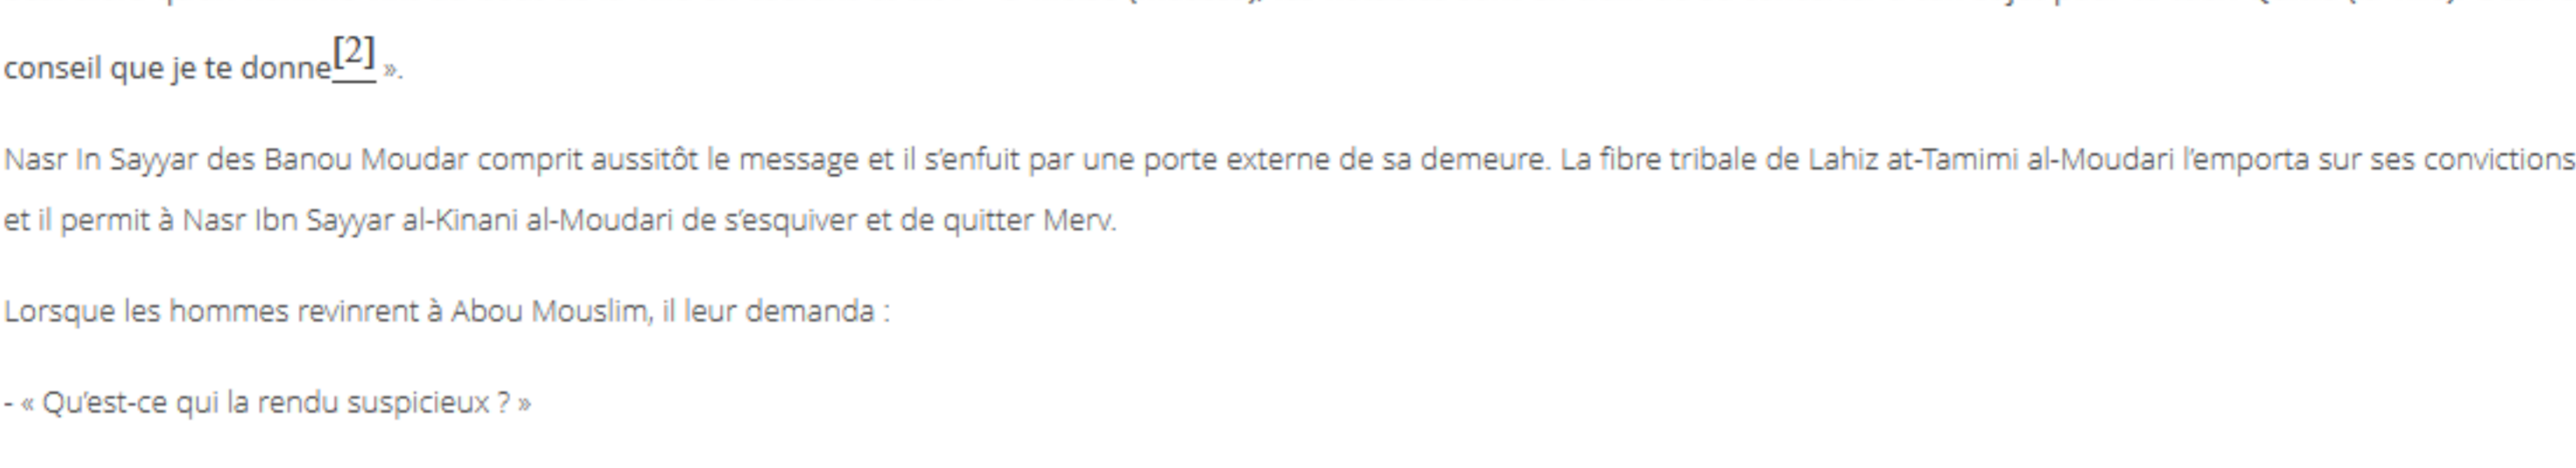 conseil que je te donne[2] ».
Nasr In Sayyar des Banou Moudar comprit aussitôt le message et il s’enfuit par une porte externe de sa demeure. La fibre tribale de Lahiz at-Tamimi al-Moudari l’emporta sur ses convictions
et il permit à Nasr Ibn Sayyar al-Kinani al-Moudari de s’esquiver et de quitter Merv.
Lorsque les hommes revinrent à Abou Mouslim, il leur demanda :
- « Qu’est-ce qui la rendu suspicieux ? »